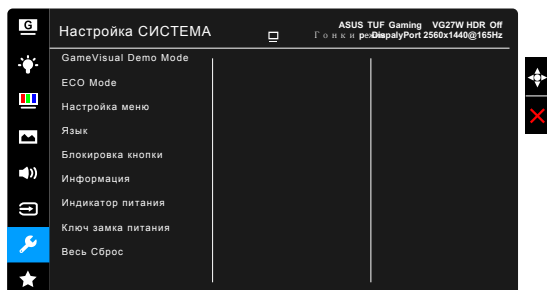 G
Настройка СИСТЕМА
ASUS TUF Gaming VG27W HDR Off
Гонки режим DispalyPort 2560x1440@165Hz
GameVisual Demo Mode
ECO Mode
Настройка меню
Язык
Блокировка кнопки
Информация
Индикатор питания
Ключ замка питания
Весь Сброс